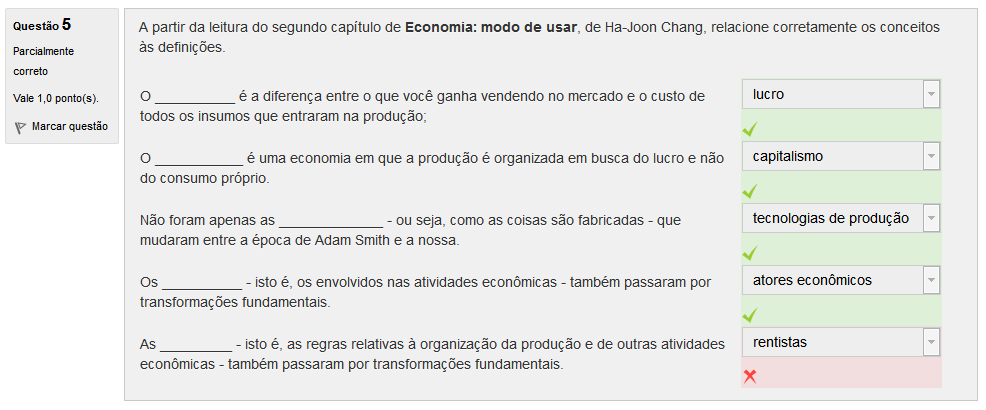 Questão 5
Parcialmente
correto
Vale 1,0 ponto(s).
Marcar questão
A partir da leitura do segundo capítulo de Economia: modo de usar, de Ha-Joon Chang, relacione corretamente os conceitos
às definições.
O __________ é a diferença entre o que você ganha vendendo no mercado e o custo de
todos os insumos que entraram na produção;
lucro
O ___________ é uma economia em que a produção é organizada em busca do lucro e não
do consumo próprio.
capitalismo
Não foram apenas as _____________ - ou seja, como as coisas são fabricadas - que
mudaram entre a época de Adam Smith e a nossa.
tecnologias de produção
Os __________ - isto é, os envolvidos nas atividades econômicas - também passaram por
transformações fundamentais.
atores econômicos
As _________ - isto é, as regras relativas à organização da produção e de outras atividades
econômicas - também passaram por transformações fundamentais.
rentistas